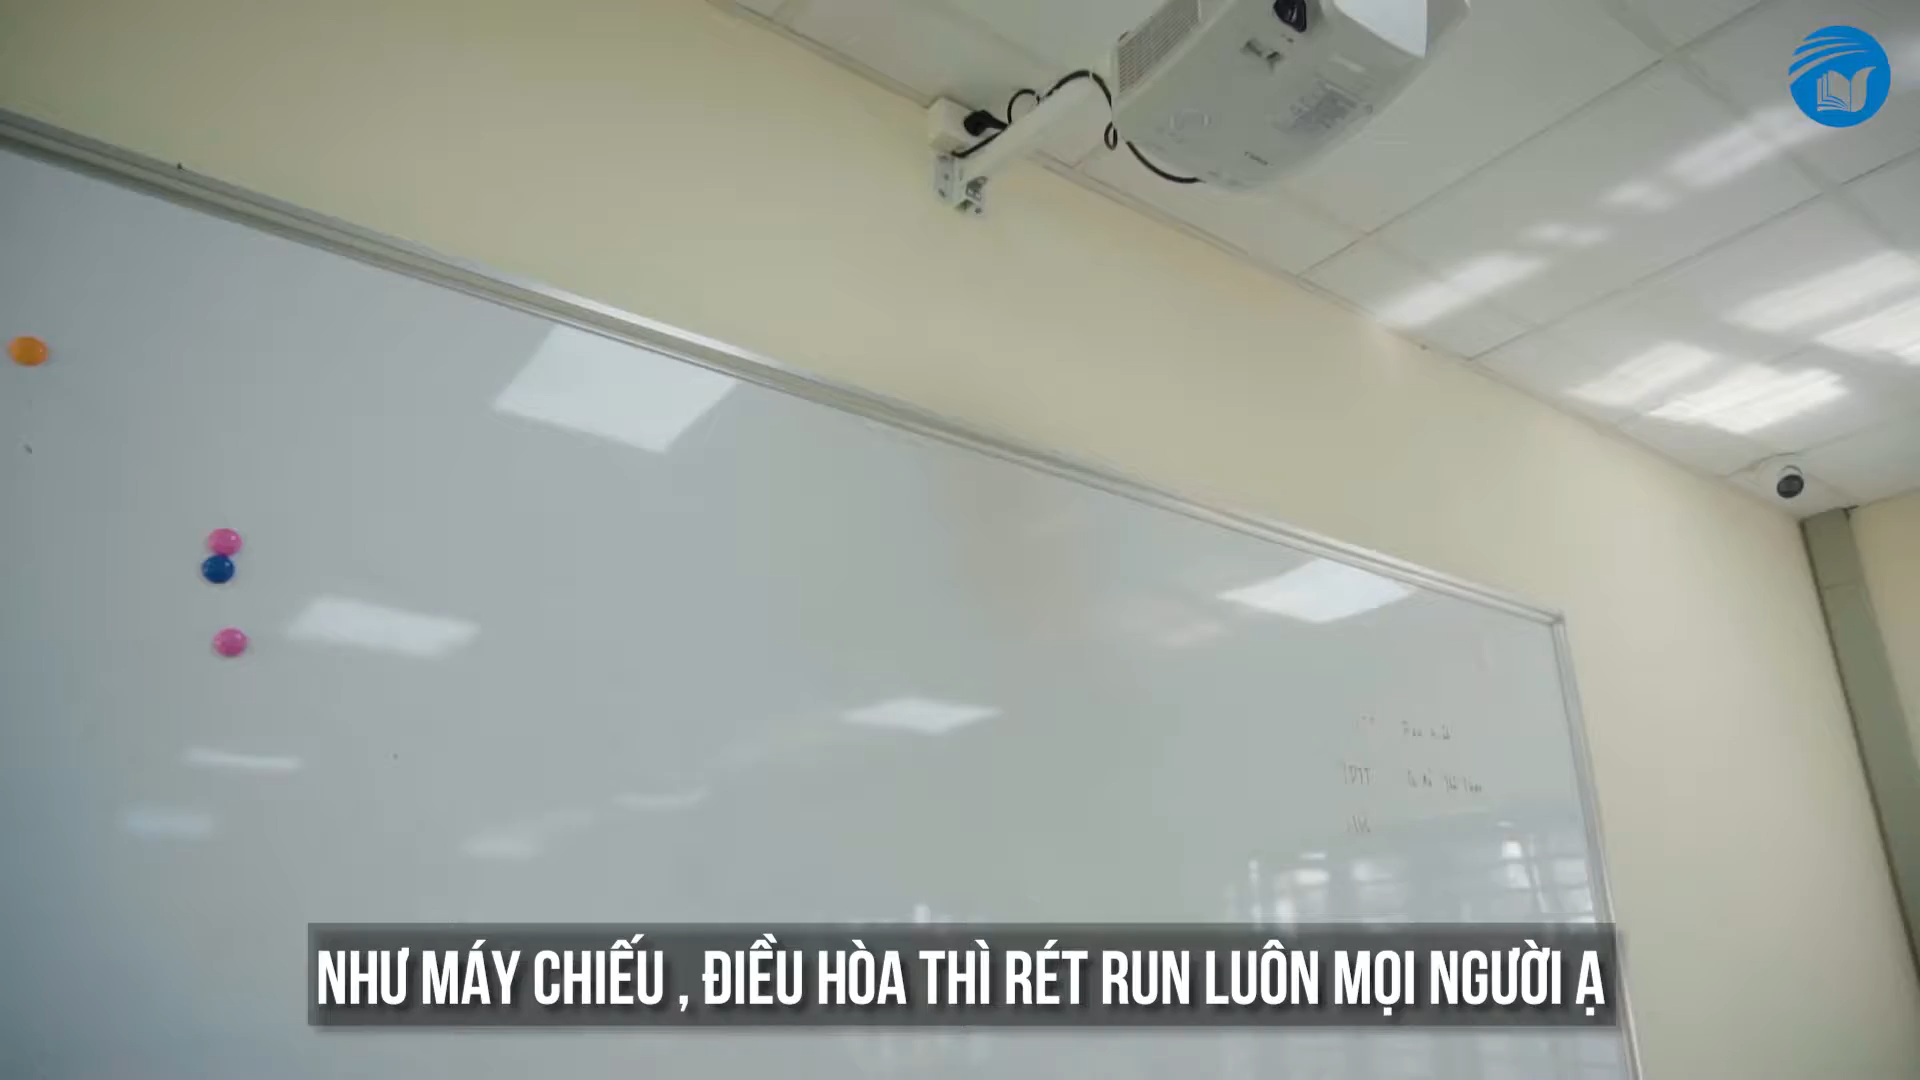 NHƯ MÁY CHIẾU , ĐIỀU HÒA THÌ RÉT RUN LUÔN MỌI NGƯỜI Ạ